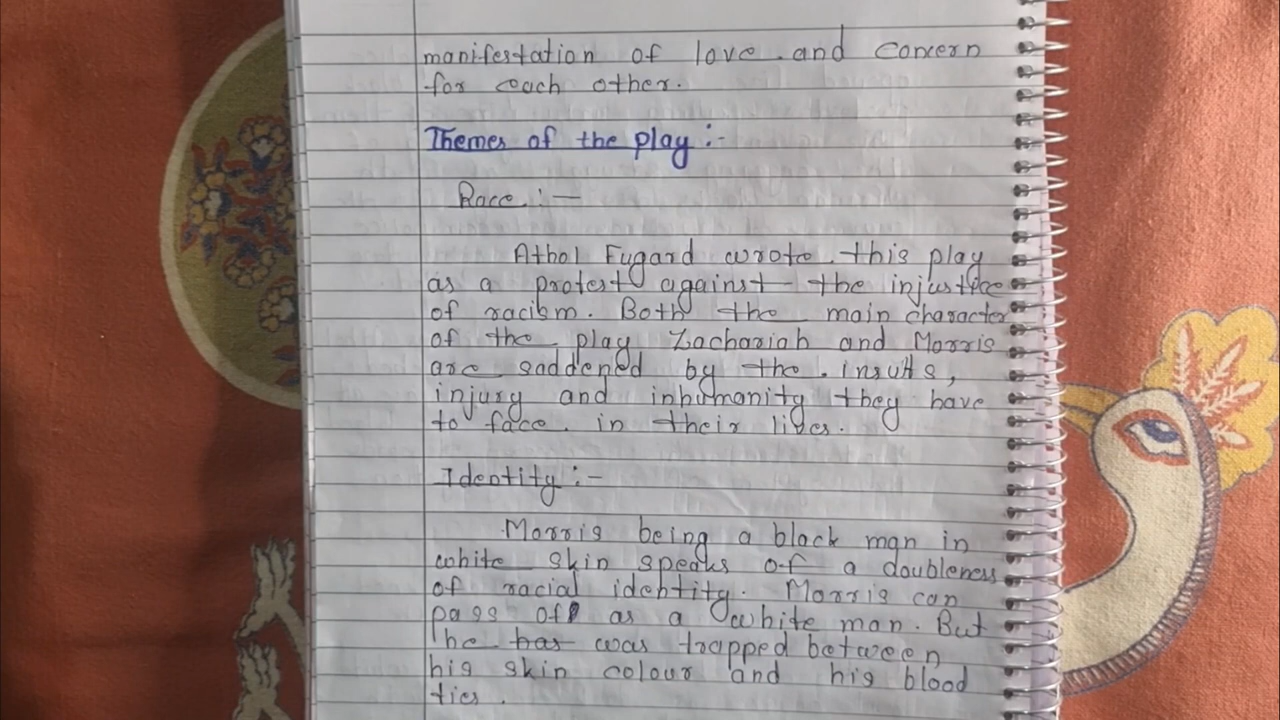 manifestation of love and concern
for each other.
Themes of the play :-
Race :-
Athol Fugard wrote this play
as a protest against the injustice
of racism. Both the main character
of the play Zachariah and Morris
are saddened by the insults,
injury and inhumanity they have
to face in their lives.
Identity :-
Morris being a black man in
white skin speaks of a doubleness
of racial identity. Morris can
pass off as a white man. But
he has was trapped between
his skin colour and his blood
ties.